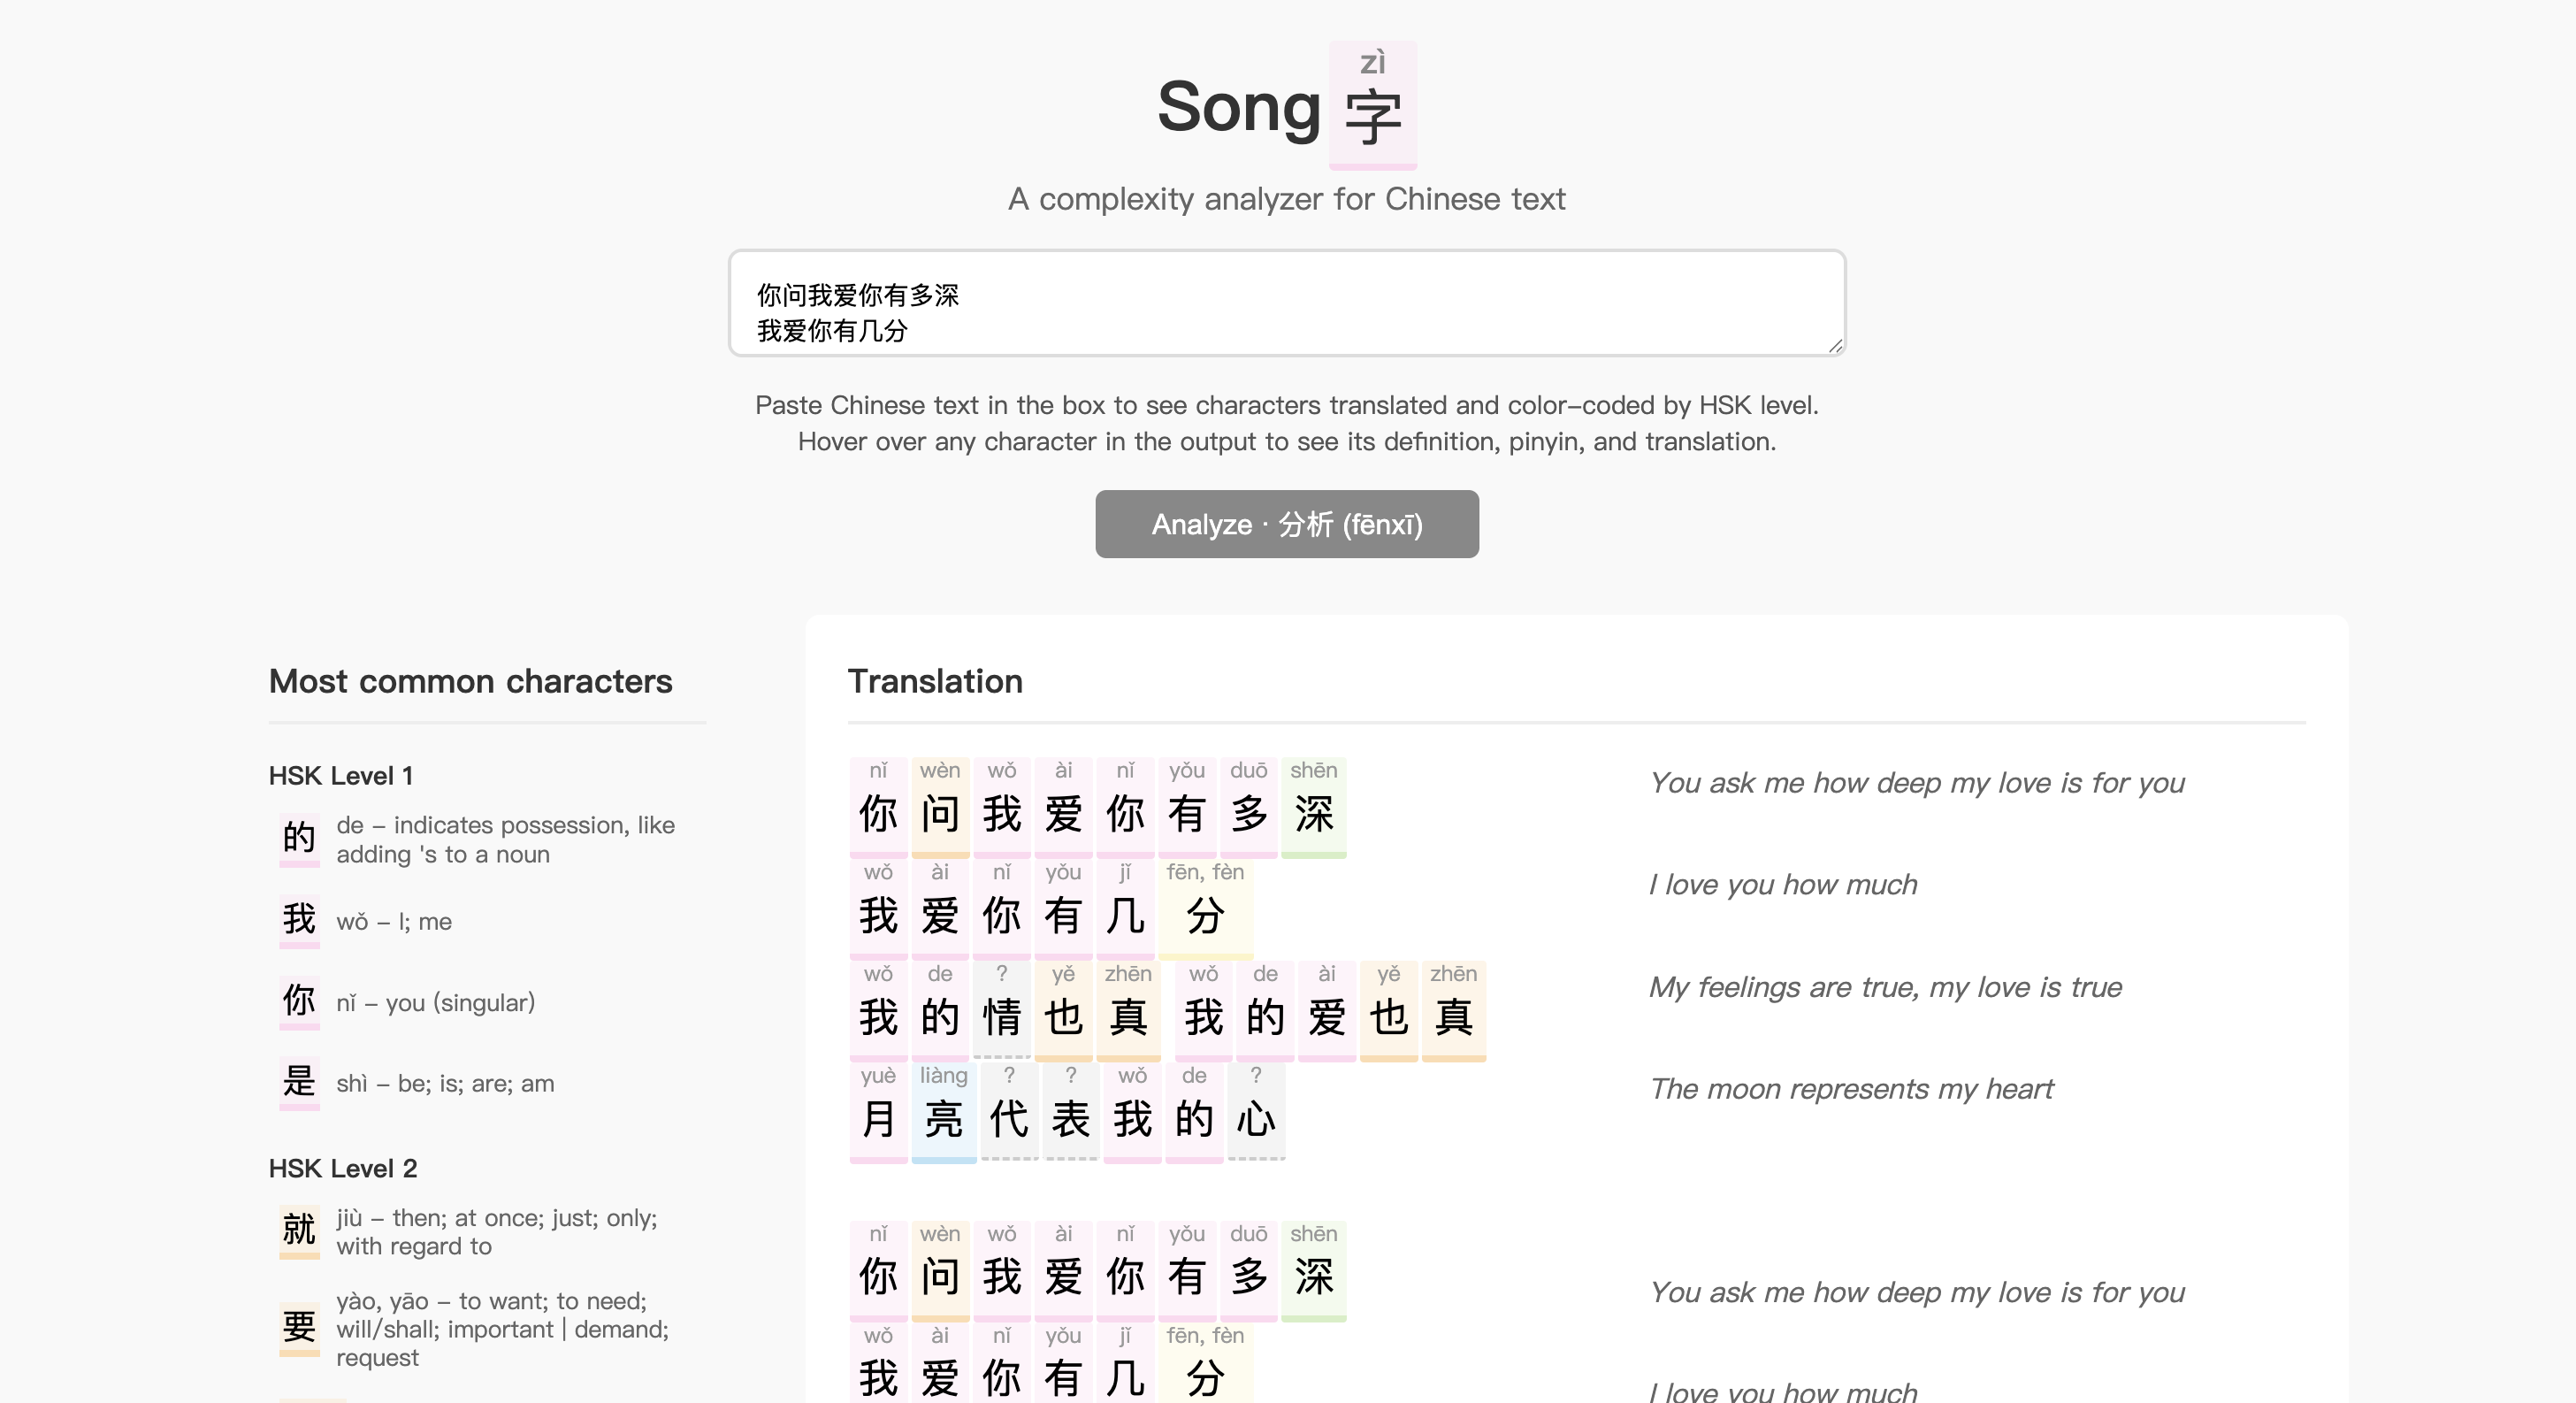 zì
Song 字
A complexity analyzer for Chinese text
你问我爱你有多深
我爱你有几分
Paste Chinese text in the box to see characters translated and color-coded by HSK level.
Hover over any character in the output to see its definition, pinyin, and translation.
Analyze · 分析 (fēnxī)
Most common characters
HSK Level 1
的 de – indicates possession, like
adding 's to a noun
我 wǒ – I; me
你 nǐ – you (singular)
是 shì – be; is; are; am
HSK Level 2
就 jiù – then; at once; just; only;
with regard to
要 yào, yāo – to want; to need;
will/shall; important | demand;
request
Translation
nǐ wèn wǒ ài nǐ yǒu duō shēn
你问我爱你有多深
You ask me how deep my love is for you
wǒ ài nǐ yǒu jǐ fēn, fèn
我爱你有几分
I love you how much
wǒ de ? yě zhēn wǒ de ài yě zhēn
我的情也真 我的爱也真
My feelings are true, my love is true
yuè liàng ? ? wǒ de ?
月亮代表我的心
The moon represents my heart
nǐ wèn wǒ ài nǐ yǒu duō shēn
你问我爱你有多深
You ask me how deep my love is for you
wǒ ài nǐ yǒu jǐ fēn, fèn
我爱你有几分
I love you how much